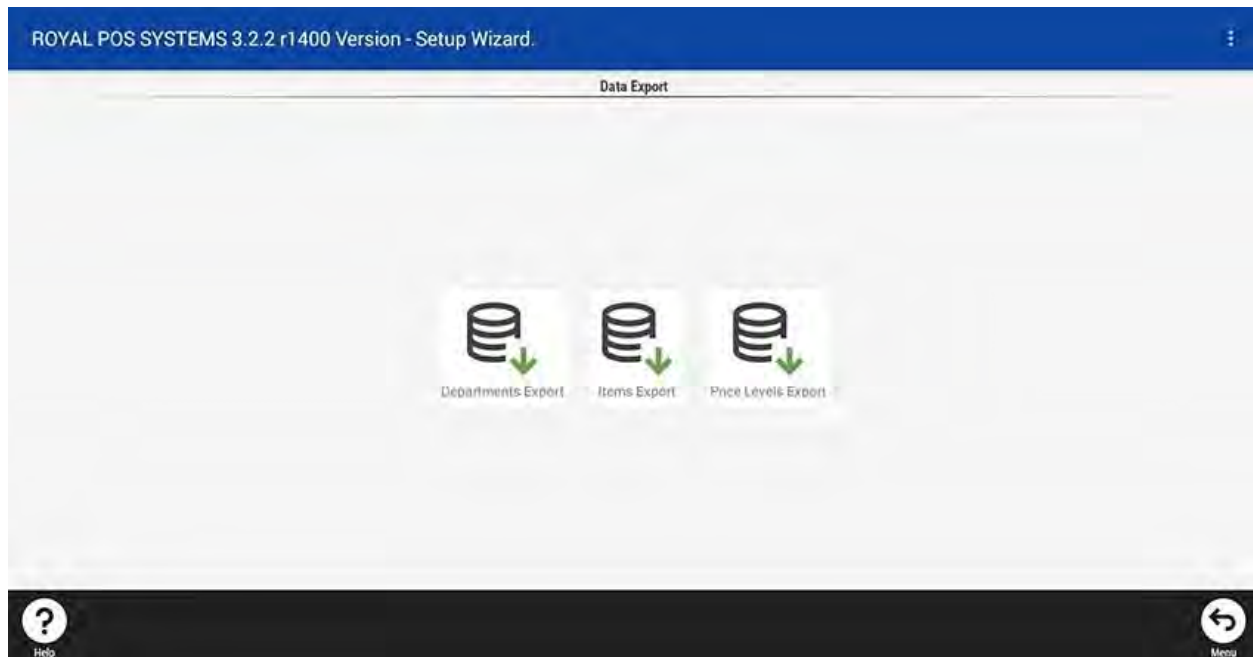 ROYAL POS SYSTEMS 3.2.2 r1400 Version - Setup Wizard.
Data Export
Departments Export
Items Export
Price Levels Export
Help
Menu